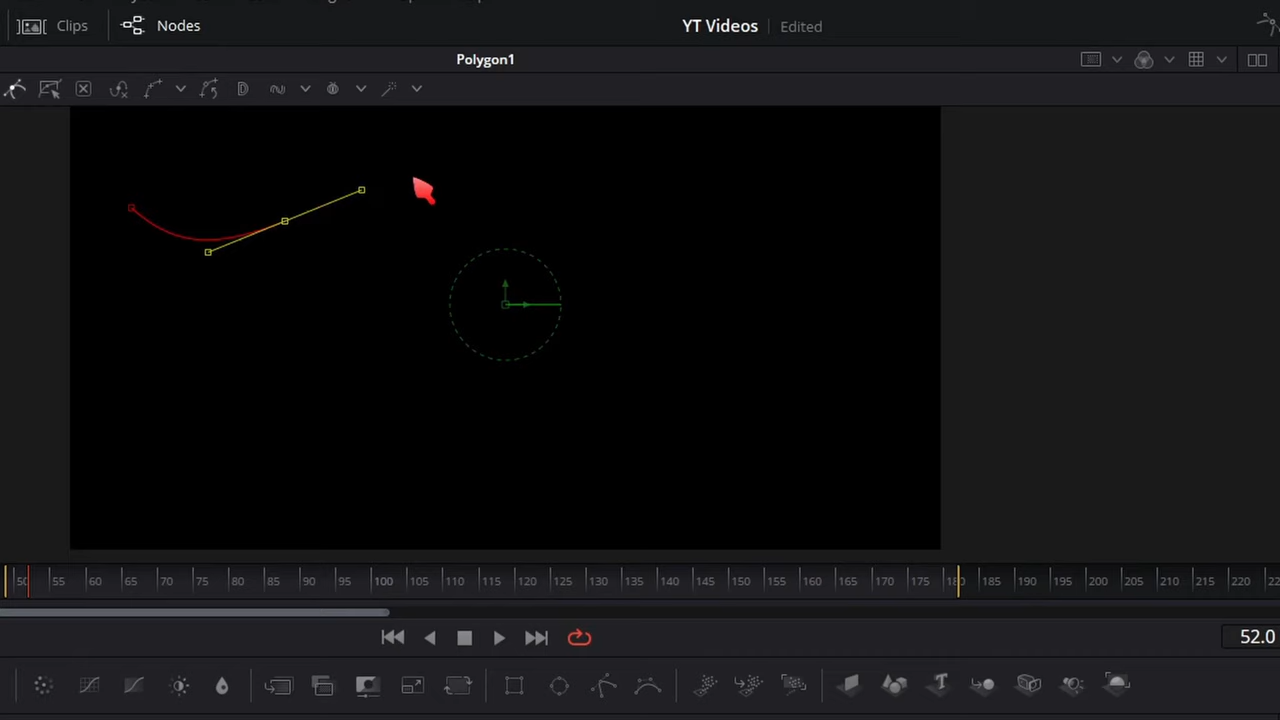 Clips Nodes YT Videos Edited
Polygon1
50 55 60 65 70 75 80 85 90 95 100 105 110 115 120 125 130 135 140 145 150 155 160 165 170 175 180 185 190 195 200 205 210 215 220
52.0